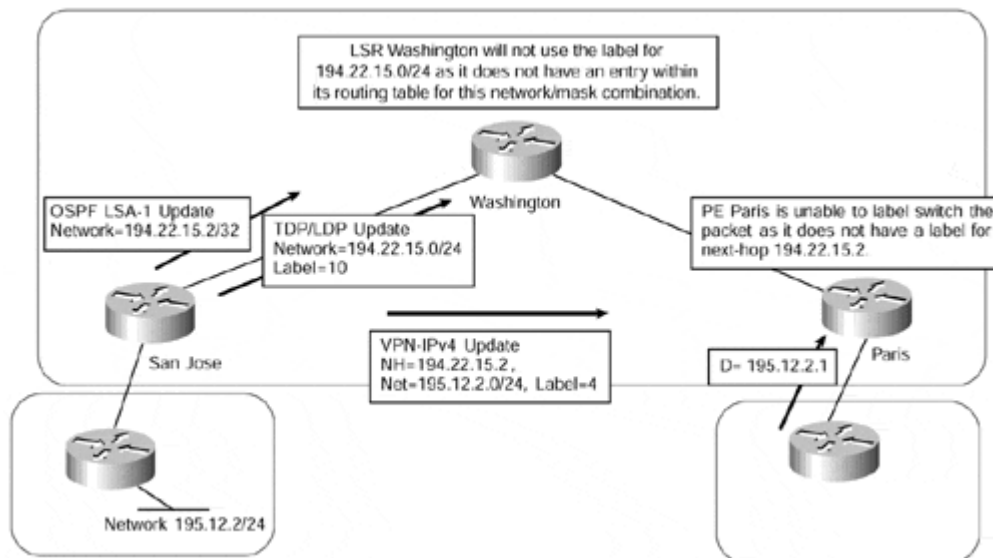 LSR Washington will not use the label for
194.22.15.0/24 as it does not have an entry within
its routing table for this network/mask combination.
Washington
OSPF LSA-1 Update
Network=194.22.15.2/32
TDP/LDP Update
Network=194.22.15.0/24
Label=10
PE Paris is unable to label switch the
packet as it does not have a label for
next-hop 194.22.15.2.
San Jose
VPN-IPv4 Update
NH=194.22.15.2,
Net=195.12.2.0/24, Label=4
D= 195.12.2.1
Paris
Network 195.12.2/24